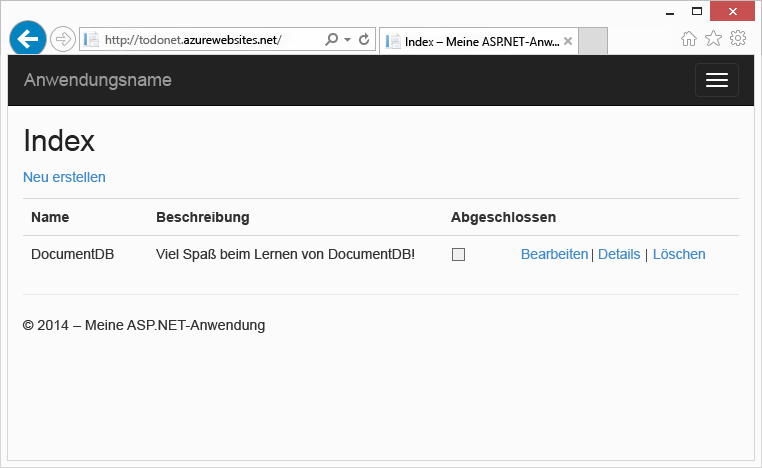 http://todonet.azurewebsites.net/ Index – Meine ASP.NET-Anw...
Anwendungsname
Index
Neu erstellen
Name Beschreibung Abgeschlossen
DocumentDB Viel Spaß beim Lernen von DocumentDB! Bearbeiten | Details | Löschen
© 2014 – Meine ASP.NET-Anwendung